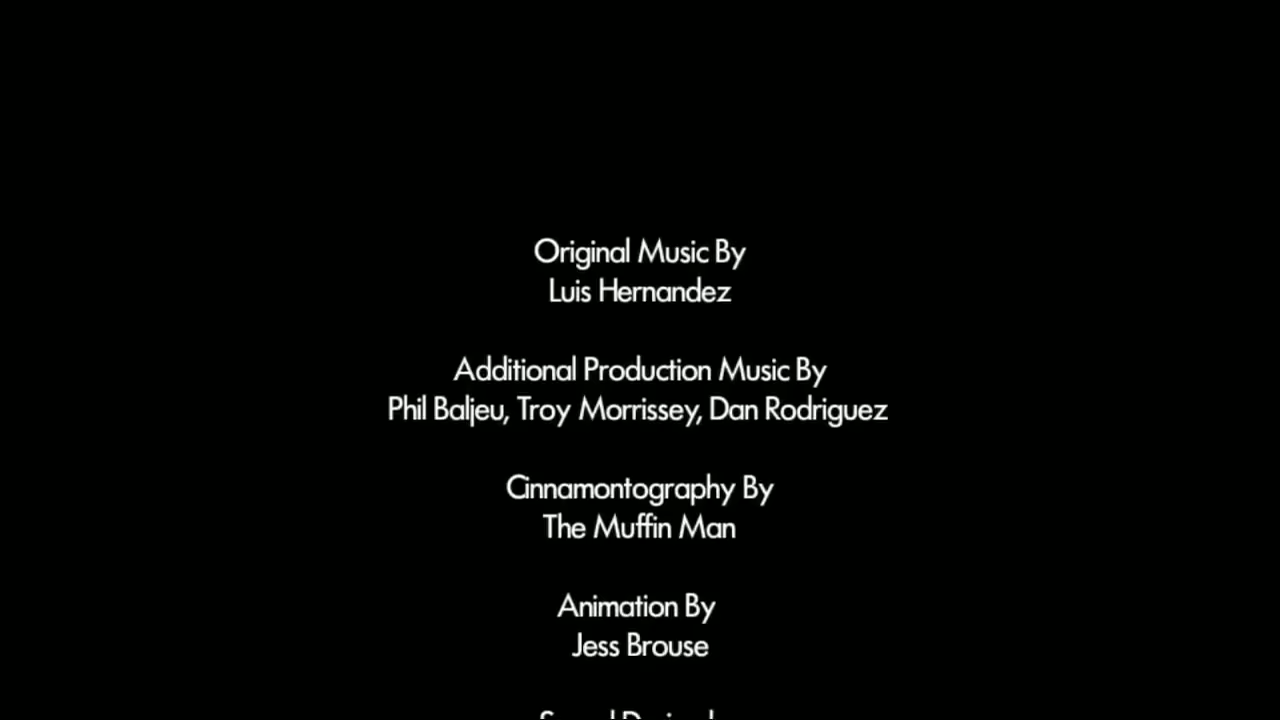 Original Music By
Luis Hernandez
Additional Production Music By
Phil Baljeu, Troy Morrissey, Dan Rodriguez
Cinnamontography By
The Muffin Man
Animation By
Jess Brouse